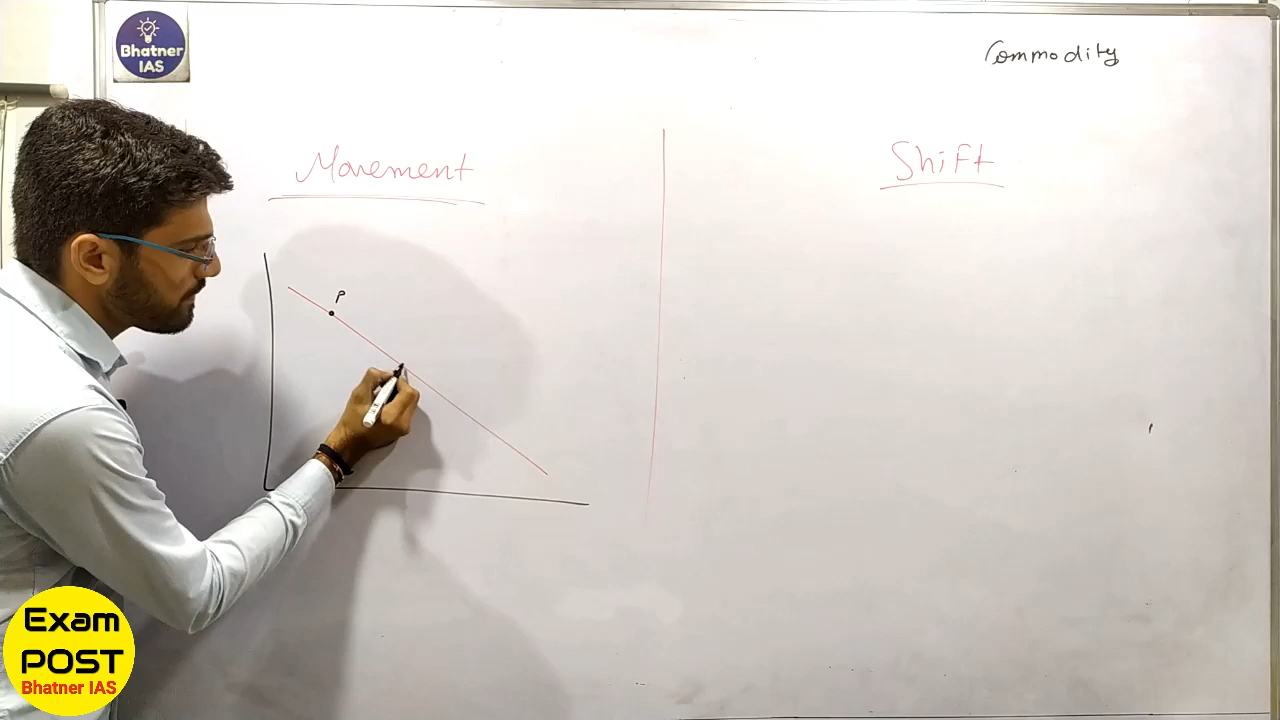 Bhatner
IAS
Commodity
Movement
Shift
P
Exam
POST
Bhatner IAS